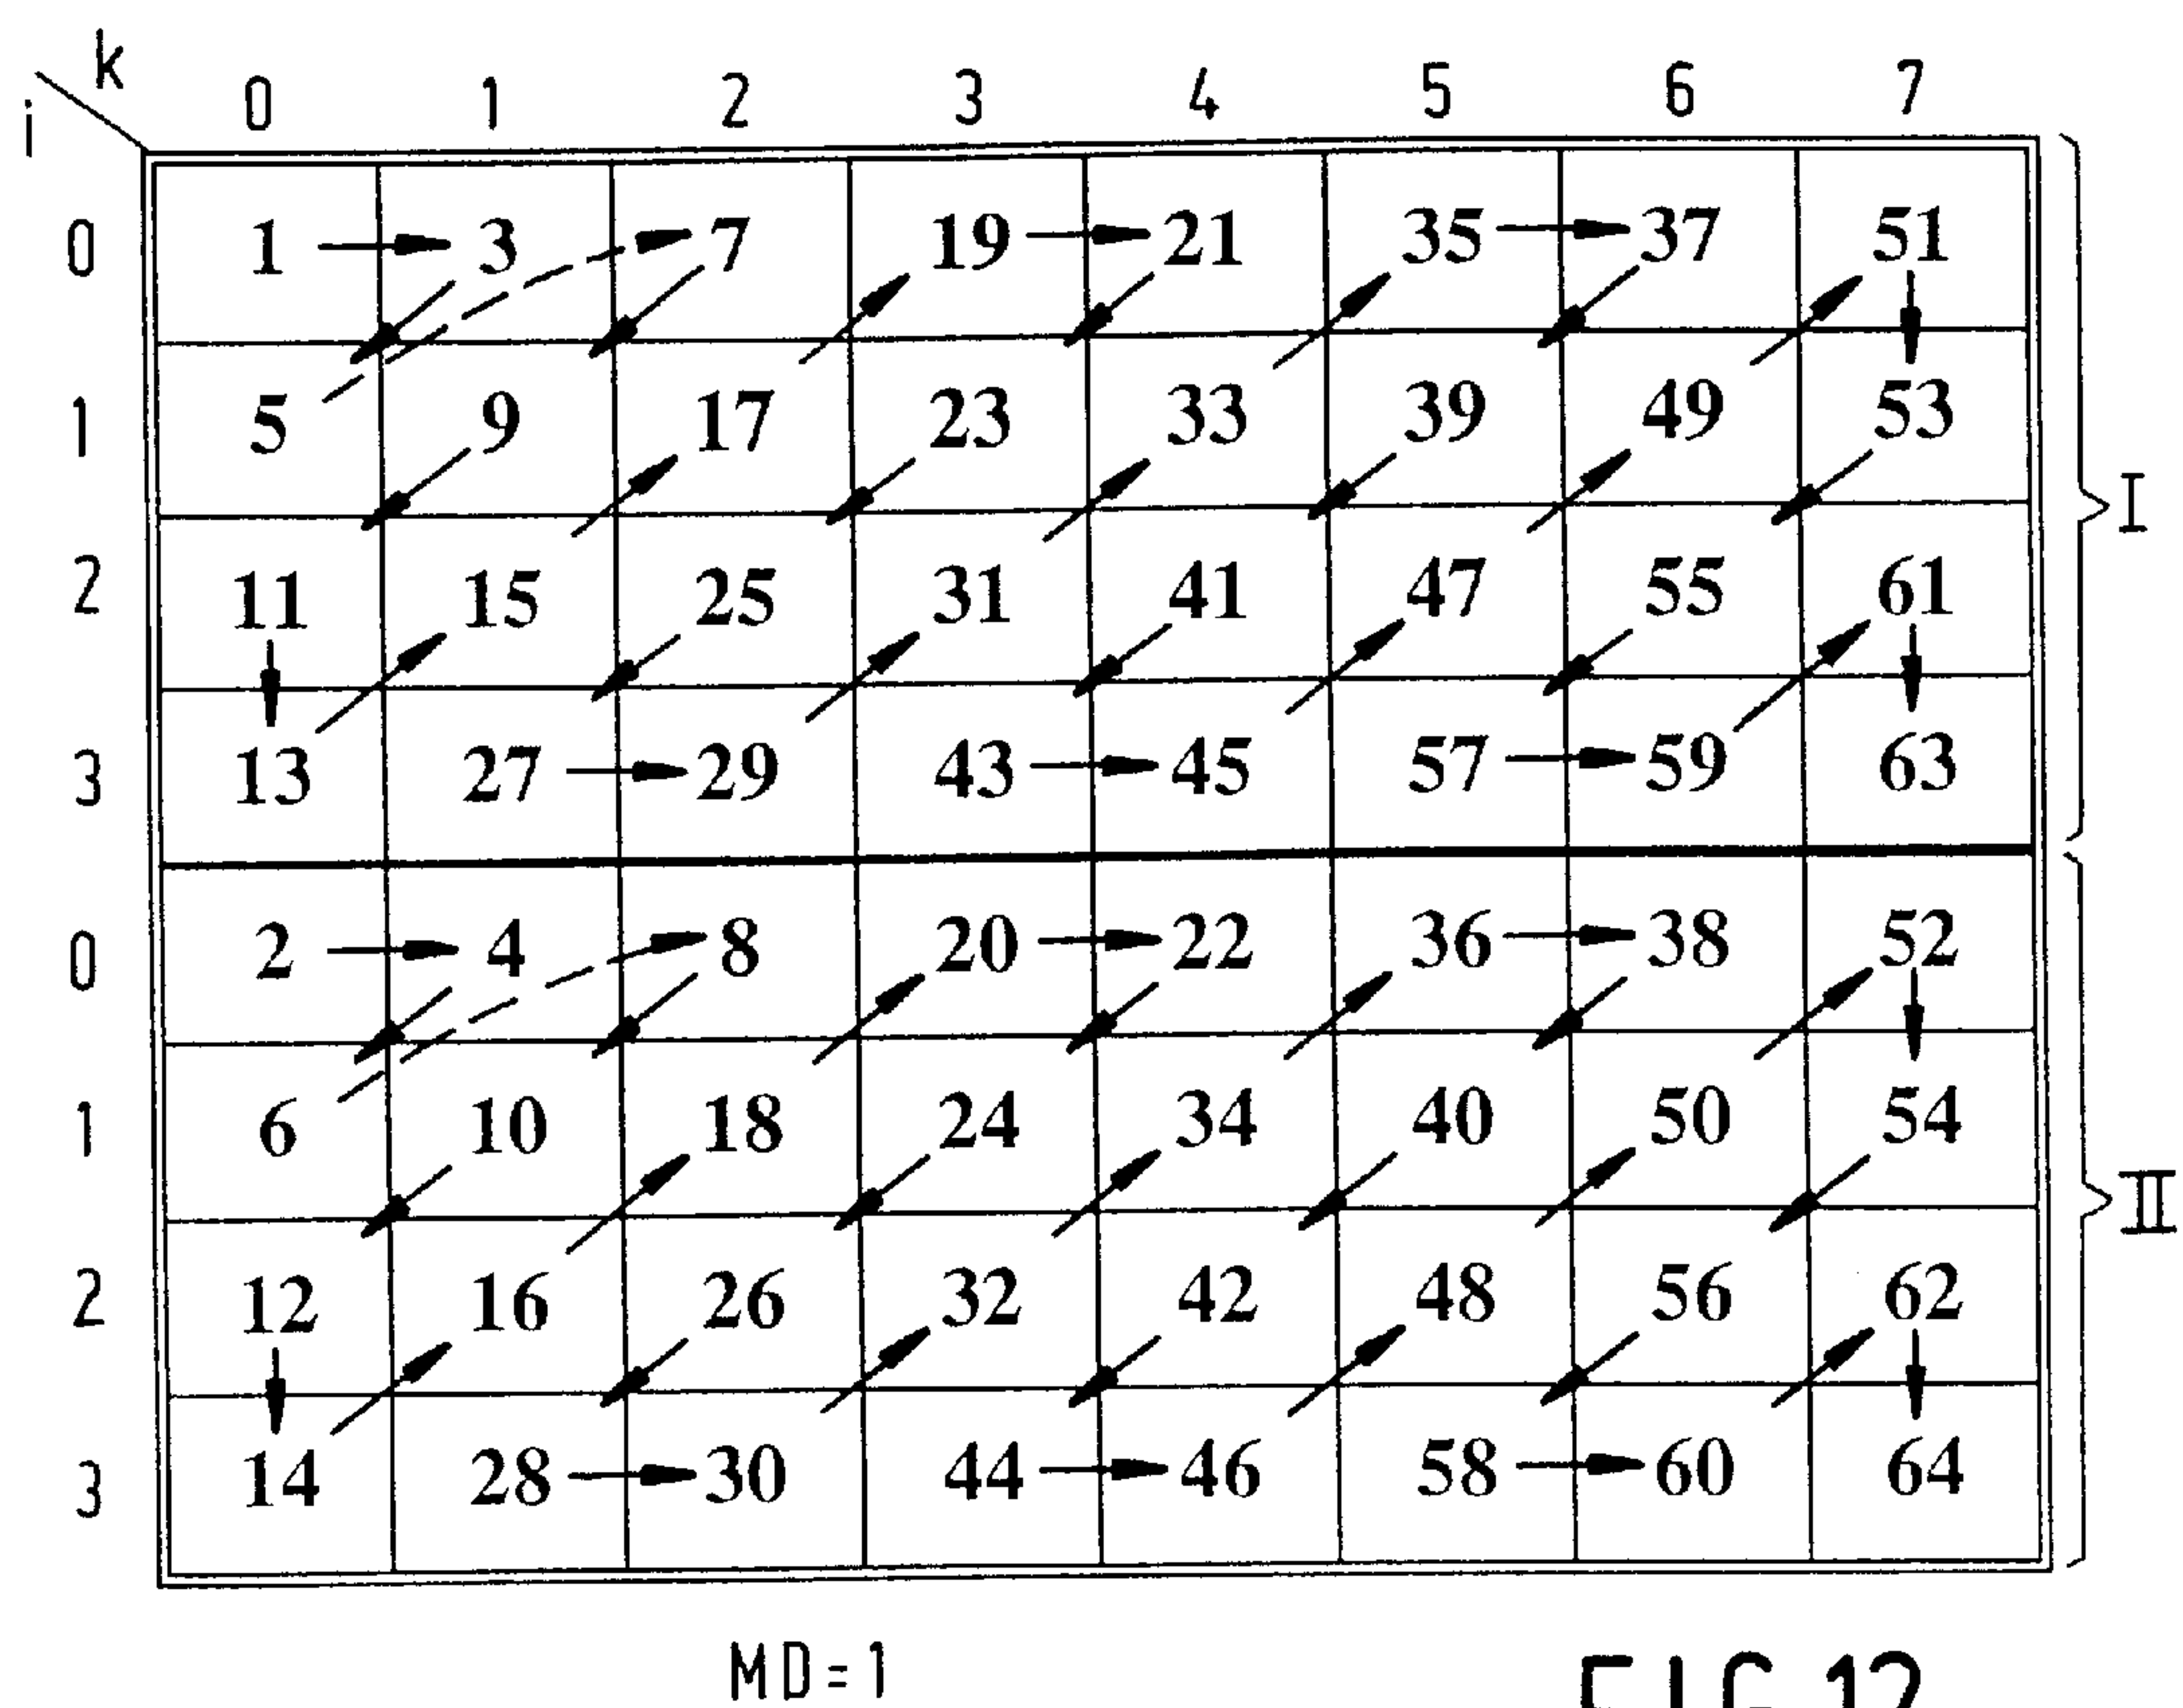 k
i
0 1 2 3 4 5 6 7
0 1 3 7 19 21 35 37 51
1 5 9 17 23 33 39 49 53
I
2 11 15 25 31 41 47 55 61
3 13 27 29 43 45 57 59 63
0 2 4 8 20 22 36 38 52
1 6 10 18 24 34 40 50 54
II
2 12 16 26 32 42 48 56 62
3 14 28 30 44 46 58 60 64
MD=1
FIG.12